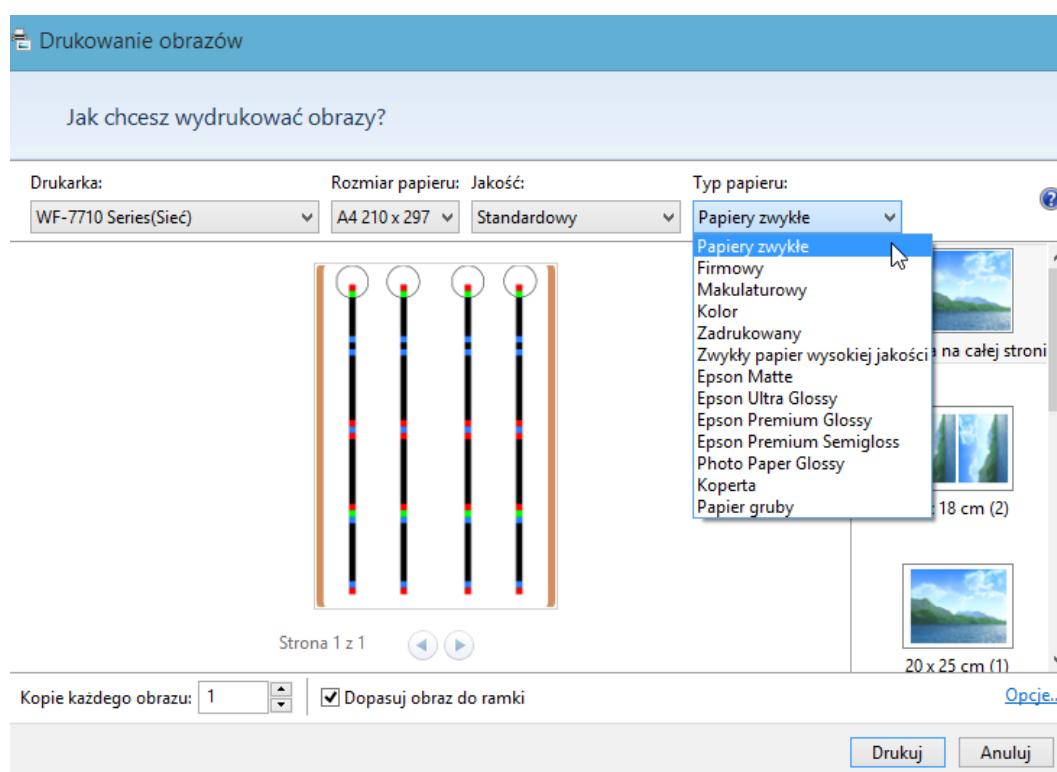 Drukowanie obrazów
Jak chcesz wydrukować obrazy?
Drukarka:
Rozmiar papieru:
Jakość:
Typ papieru:
WF-7710 Series(Sieć)
A4 210 x 297
Standardowy
Papiery zwykłe
Papiery zwykłe
Firmowy
Makulaturowy
Kolor
Zadrukowany
Zwykły papier wysokiej jakości
Epson Matte
Epson Ultra Glossy
Epson Premium Glossy
Epson Premium Semigloss
Photo Paper Glossy
Koperta
Papier gruby
na całej stroni
18 cm (2)
20 x 25 cm (1)
Strona 1 z 1
Kopie każdego obrazu: 1
Dopasuj obraz do ramki
Opcje...
Drukuj
Anuluj